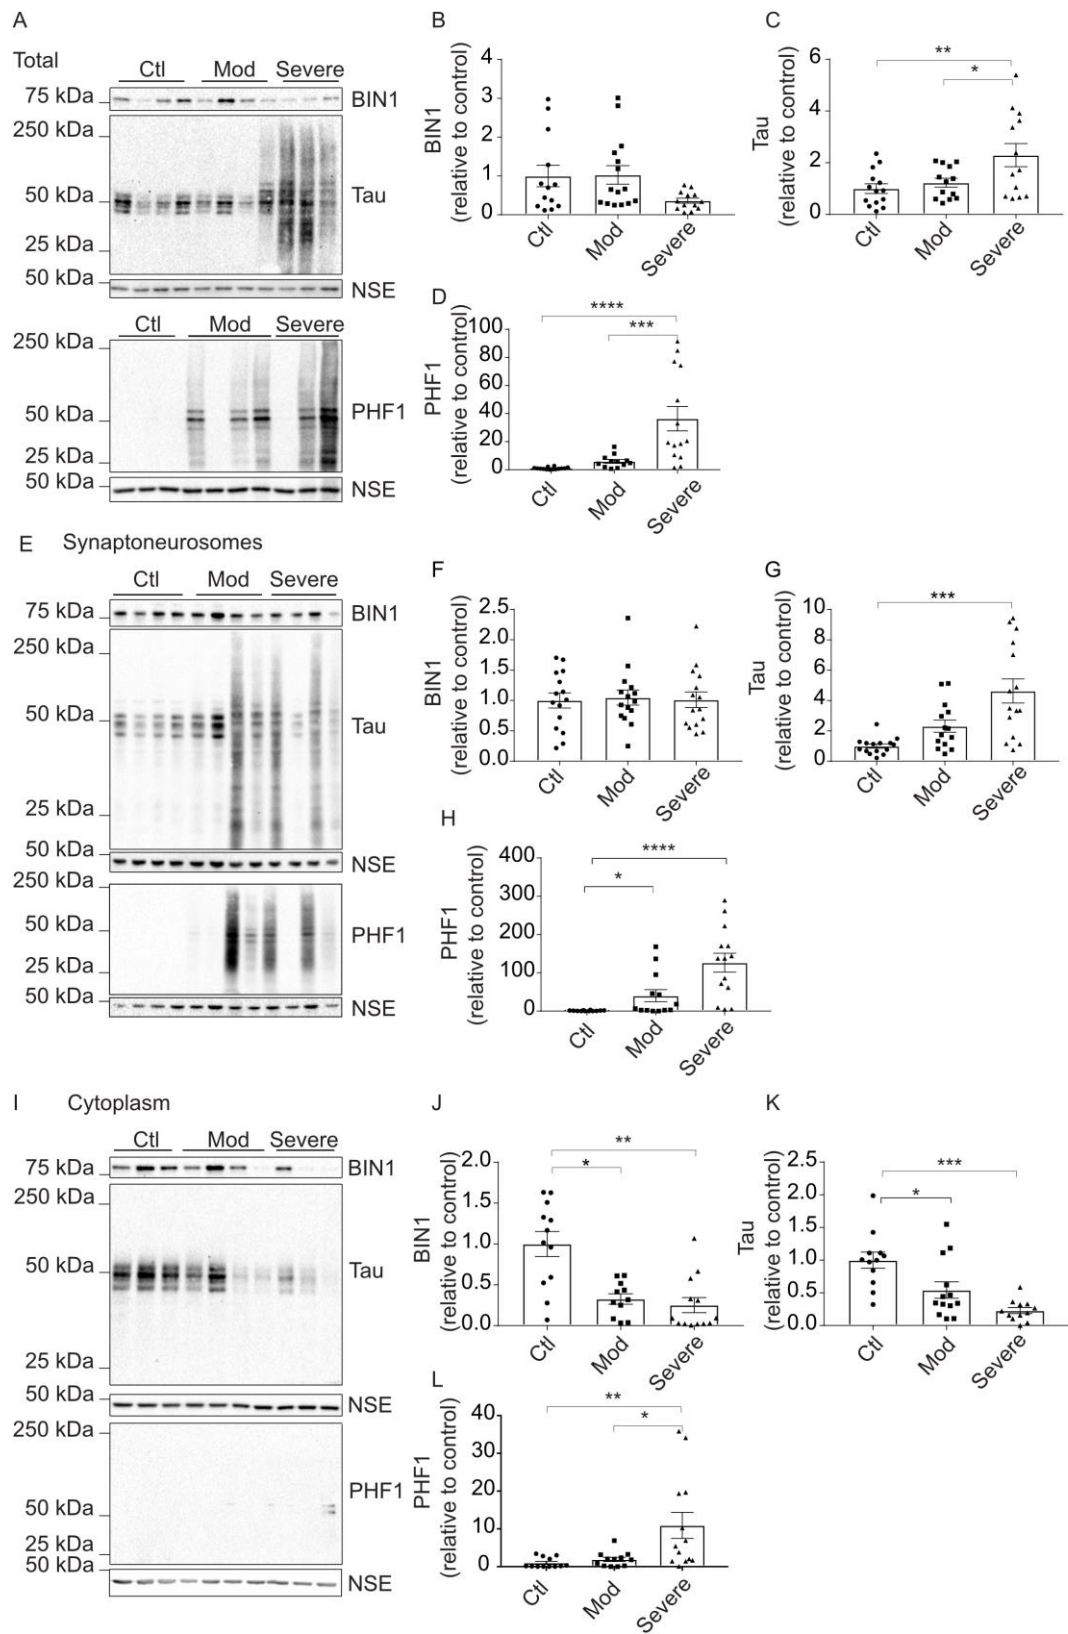 A
Total
Ctl Mod Severe
75 kDa BIN1
250 kDa
50 kDa Tau
25 kDa
50 kDa NSE
Ctl Mod Severe
250 kDa
50 kDa PHF1
25 kDa
50 kDa NSE
B
BIN1
(relative to control)
4
3
2
1
0
Ctl Mod Severe
C
Tau
(relative to control)
6
4
2
0
** 
*
Ctl Mod Severe
D
PHF1
(relative to control)
100
80
60
40
20
0
****
***
Ctl Mod Severe
E Synaptoneurosomes
Ctl Mod Severe
75 kDa BIN1
250 kDa
50 kDa Tau
25 kDa
50 kDa NSE
250 kDa
50 kDa PHF1
25 kDa
50 kDa NSE
F
BIN1
(relative to control)
2.5
2.0
1.5
1.0
0.5
0.0
Ctl Mod Severe
G
Tau
(relative to control)
10
8
6
4
2
0
***
Ctl Mod Severe
H
PHF1
(relative to control)
400
300
200
100
0
****
*
Ctl Mod Severe
I Cytoplasm
Ctl Mod Severe
75 kDa BIN1
250 kDa
50 kDa Tau
25 kDa
50 kDa NSE
250 kDa
PHF1
50 kDa
25 kDa
50 kDa NSE
J
BIN1
(relative to control)
2.0
1.5
1.0
0.5
0.0
**
*
Ctl Mod Severe
K
Tau
(relative to control)
2.5
2.0
1.5
1.0
0.5
0.0
***
*
Ctl Mod Severe
L
PHF1
(relative to control)
40
30
20
10
0
**
*
Ctl Mod Severe